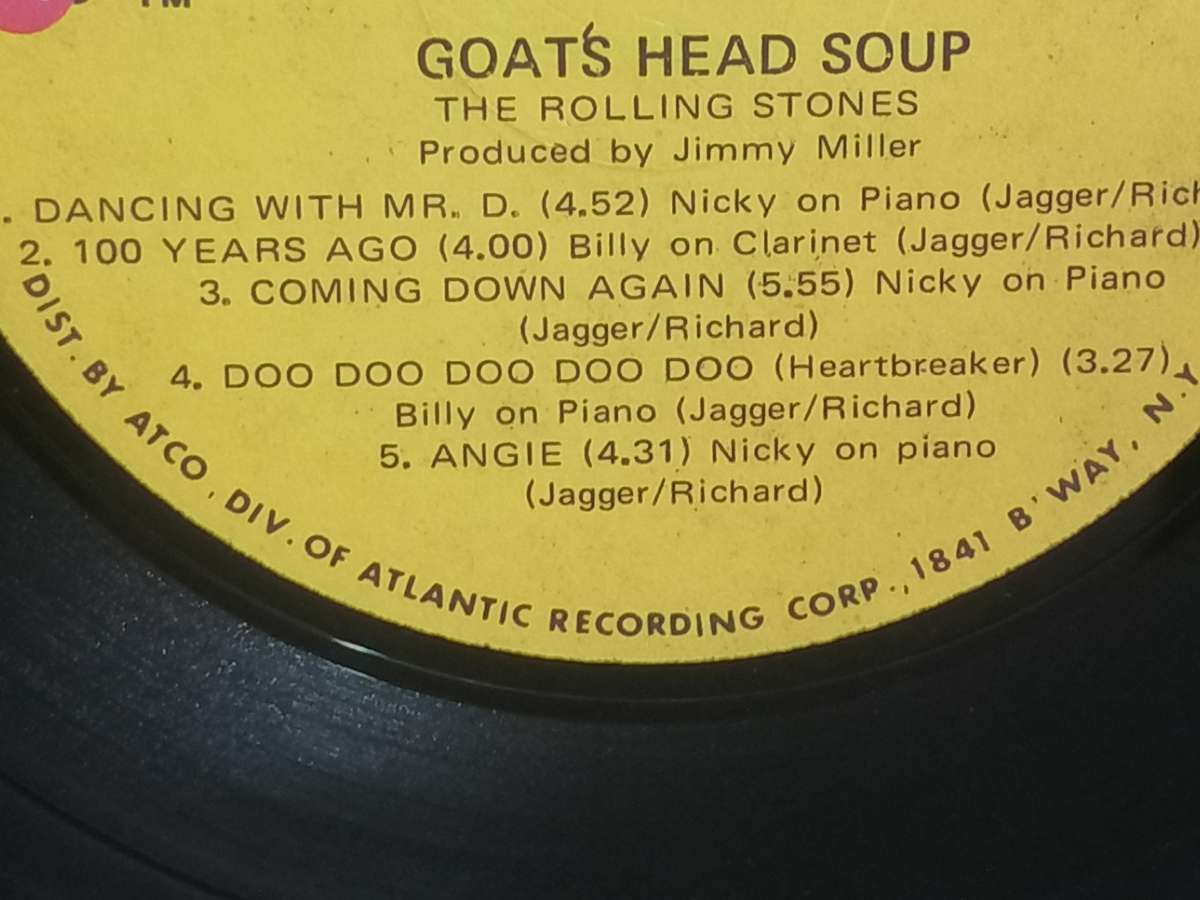 TM
GOAT'S HEAD SOUP
THE ROLLING STONES
Produced by Jimmy Miller
. DANCING WITH MR. D. (4.52) Nicky on Piano (Jagger/Rich
2. 100 YEARS AGO (4.00) Billy on Clarinet (Jagger/Richard)
3. COMING DOWN AGAIN (5.55) Nicky on Piano
(Jagger/Richard)
4. DOO DOO DOO DOO DOO (Heartbreaker) (3.27)
Billy on Piano (Jagger/Richard)
5. ANGIE (4.31) Nicky on piano
(Jagger/Richard)
DIST. BY ATCO, DIV. OF ATLANTIC RECORDING CORP., 1841 B'WAY, N.Y